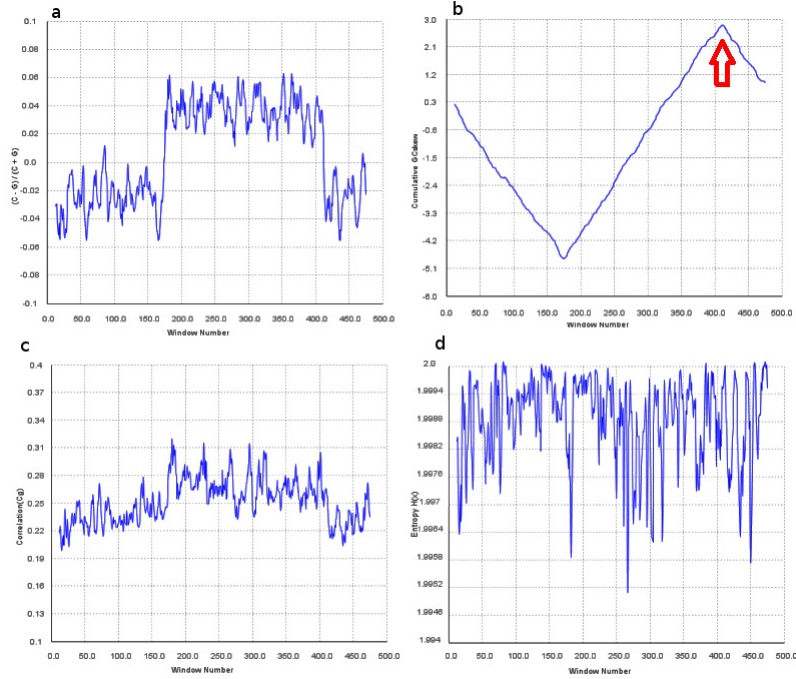 a
0.1
0.08
0.06
0.04
0.02
0.0
-0.02
-0.04
-0.06
-0.08
-0.1
(C - G) / (C + G)
0.0 50.0 100.0 150.0 200.0 250.0 300.0 350.0 400.0 450.0 500.0
Window Number
b
3.0
2.1
1.2
0.3
-0.6
-1.5
-2.4
-3.3
-4.2
-5.1
-6.0
Cumulative GCskew
0.0 50.0 100.0 150.0 200.0 250.0 300.0 350.0 400.0 450.0 500.0
Window Number
c
0.4
0.37
0.34
0.31
0.28
0.25
0.22
0.19
0.16
0.13
0.1
Correlation(Cg)
0.0 50.0 100.0 150.0 200.0 250.0 300.0 350.0 400.0 450.0 500.0
Window Number
d
2.0
1.9994
1.9988
1.9982
1.9976
1.997
1.9964
1.9958
1.9952
1.9946
1.994
Entropy H(x)
0.0 50.0 100.0 150.0 200.0 250.0 300.0 350.0 400.0 450.0 500.0
Window Number